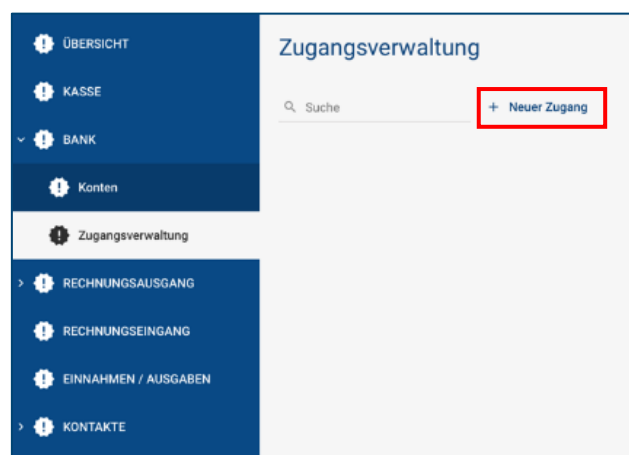 ÜBERSICHT
KASSE
BANK
Konten
Zugangsverwaltung
RECHNUNGSAUSGANG
RECHNUNGSEINGANG
EINNAHMEN / AUSGABEN
KONTAKTE
Zugangsverwaltung
Suche
+ Neuer Zugang